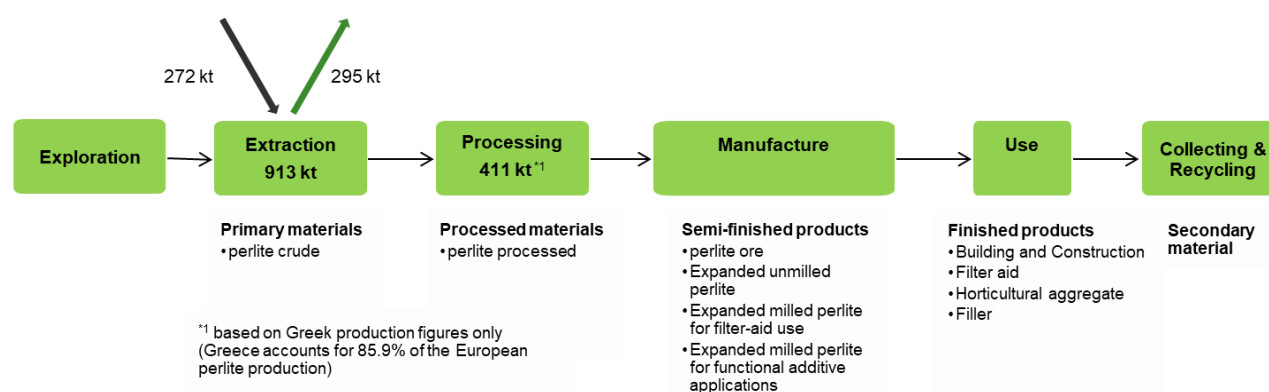 272 kt
295 kt
Exploration
Extraction
913 kt
Processing
411 kt *1
Manufacture
Use
Collecting &
Recycling
Primary materials
•perlite crude
Processed materials
•perlite processed
Semi-finished products
•perlite ore
•Expanded unmilled
perlite
•Expanded milled perlite
for filter-aid use
•Expanded milled perlite
for functional additive
applications
Finished products
•Building and Construction
•Filter aid
•Horticultural aggregate
•Filler
Secondary
material
*1 based on Greek production figures only
(Greece accounts for 85.9% of the European
perlite production)